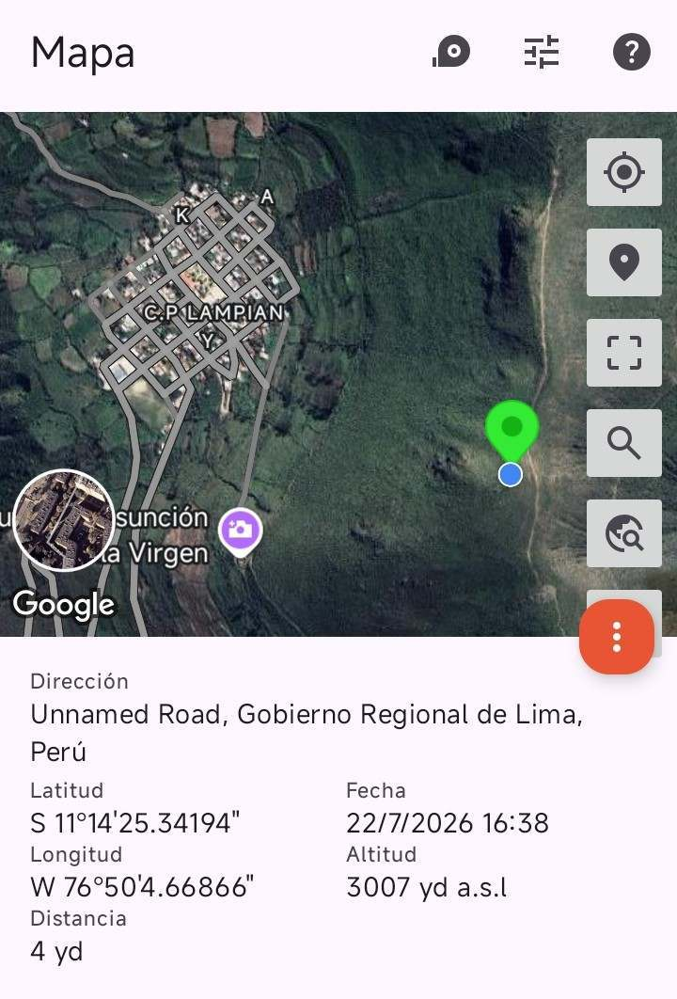 Mapa
A
K
C.P LAMPIAN
Y
sunción
la Virgen
Google
Dirección
Unnamed Road, Gobierno Regional de Lima,
Perú
Latitud
S 11°14'25.34194"
Longitud
W 76°50'4.66866"
Distancia
4 yd
Fecha
22/7/2026 16:38
Altitud
3007 yd a.s.l